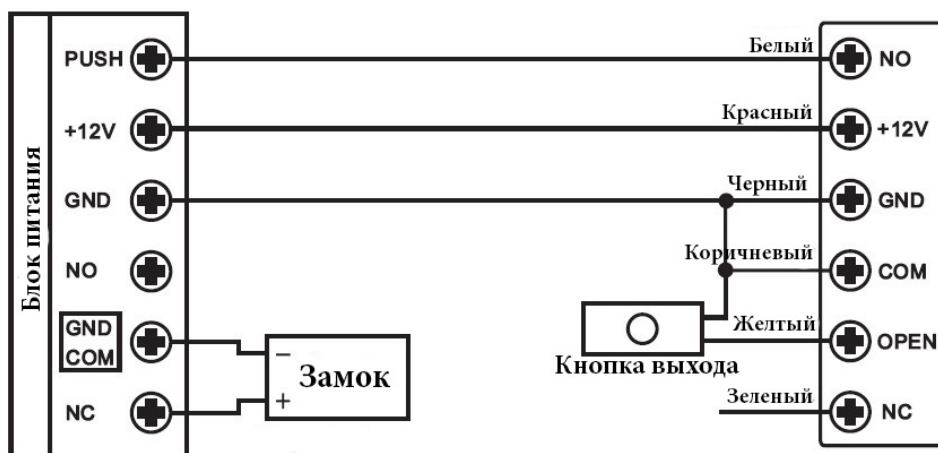 Блок питания
PUSH
+12V
GND
NO
GND
COM
NC
−
Замок
+
Белый
Красный
Черный
Коричневый
Желтый
Кнопка выхода
Зеленый
NO
+12V
GND
COM
OPEN
NC